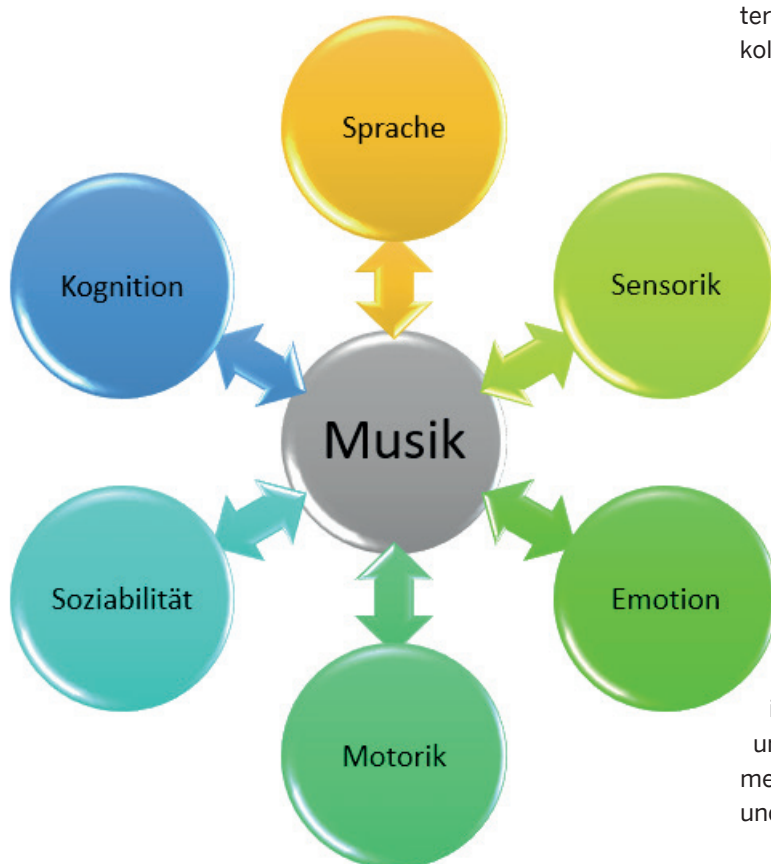 Sprache
Kognition
Sensorik
Musik
Soziabilität
Emotion
Motorik